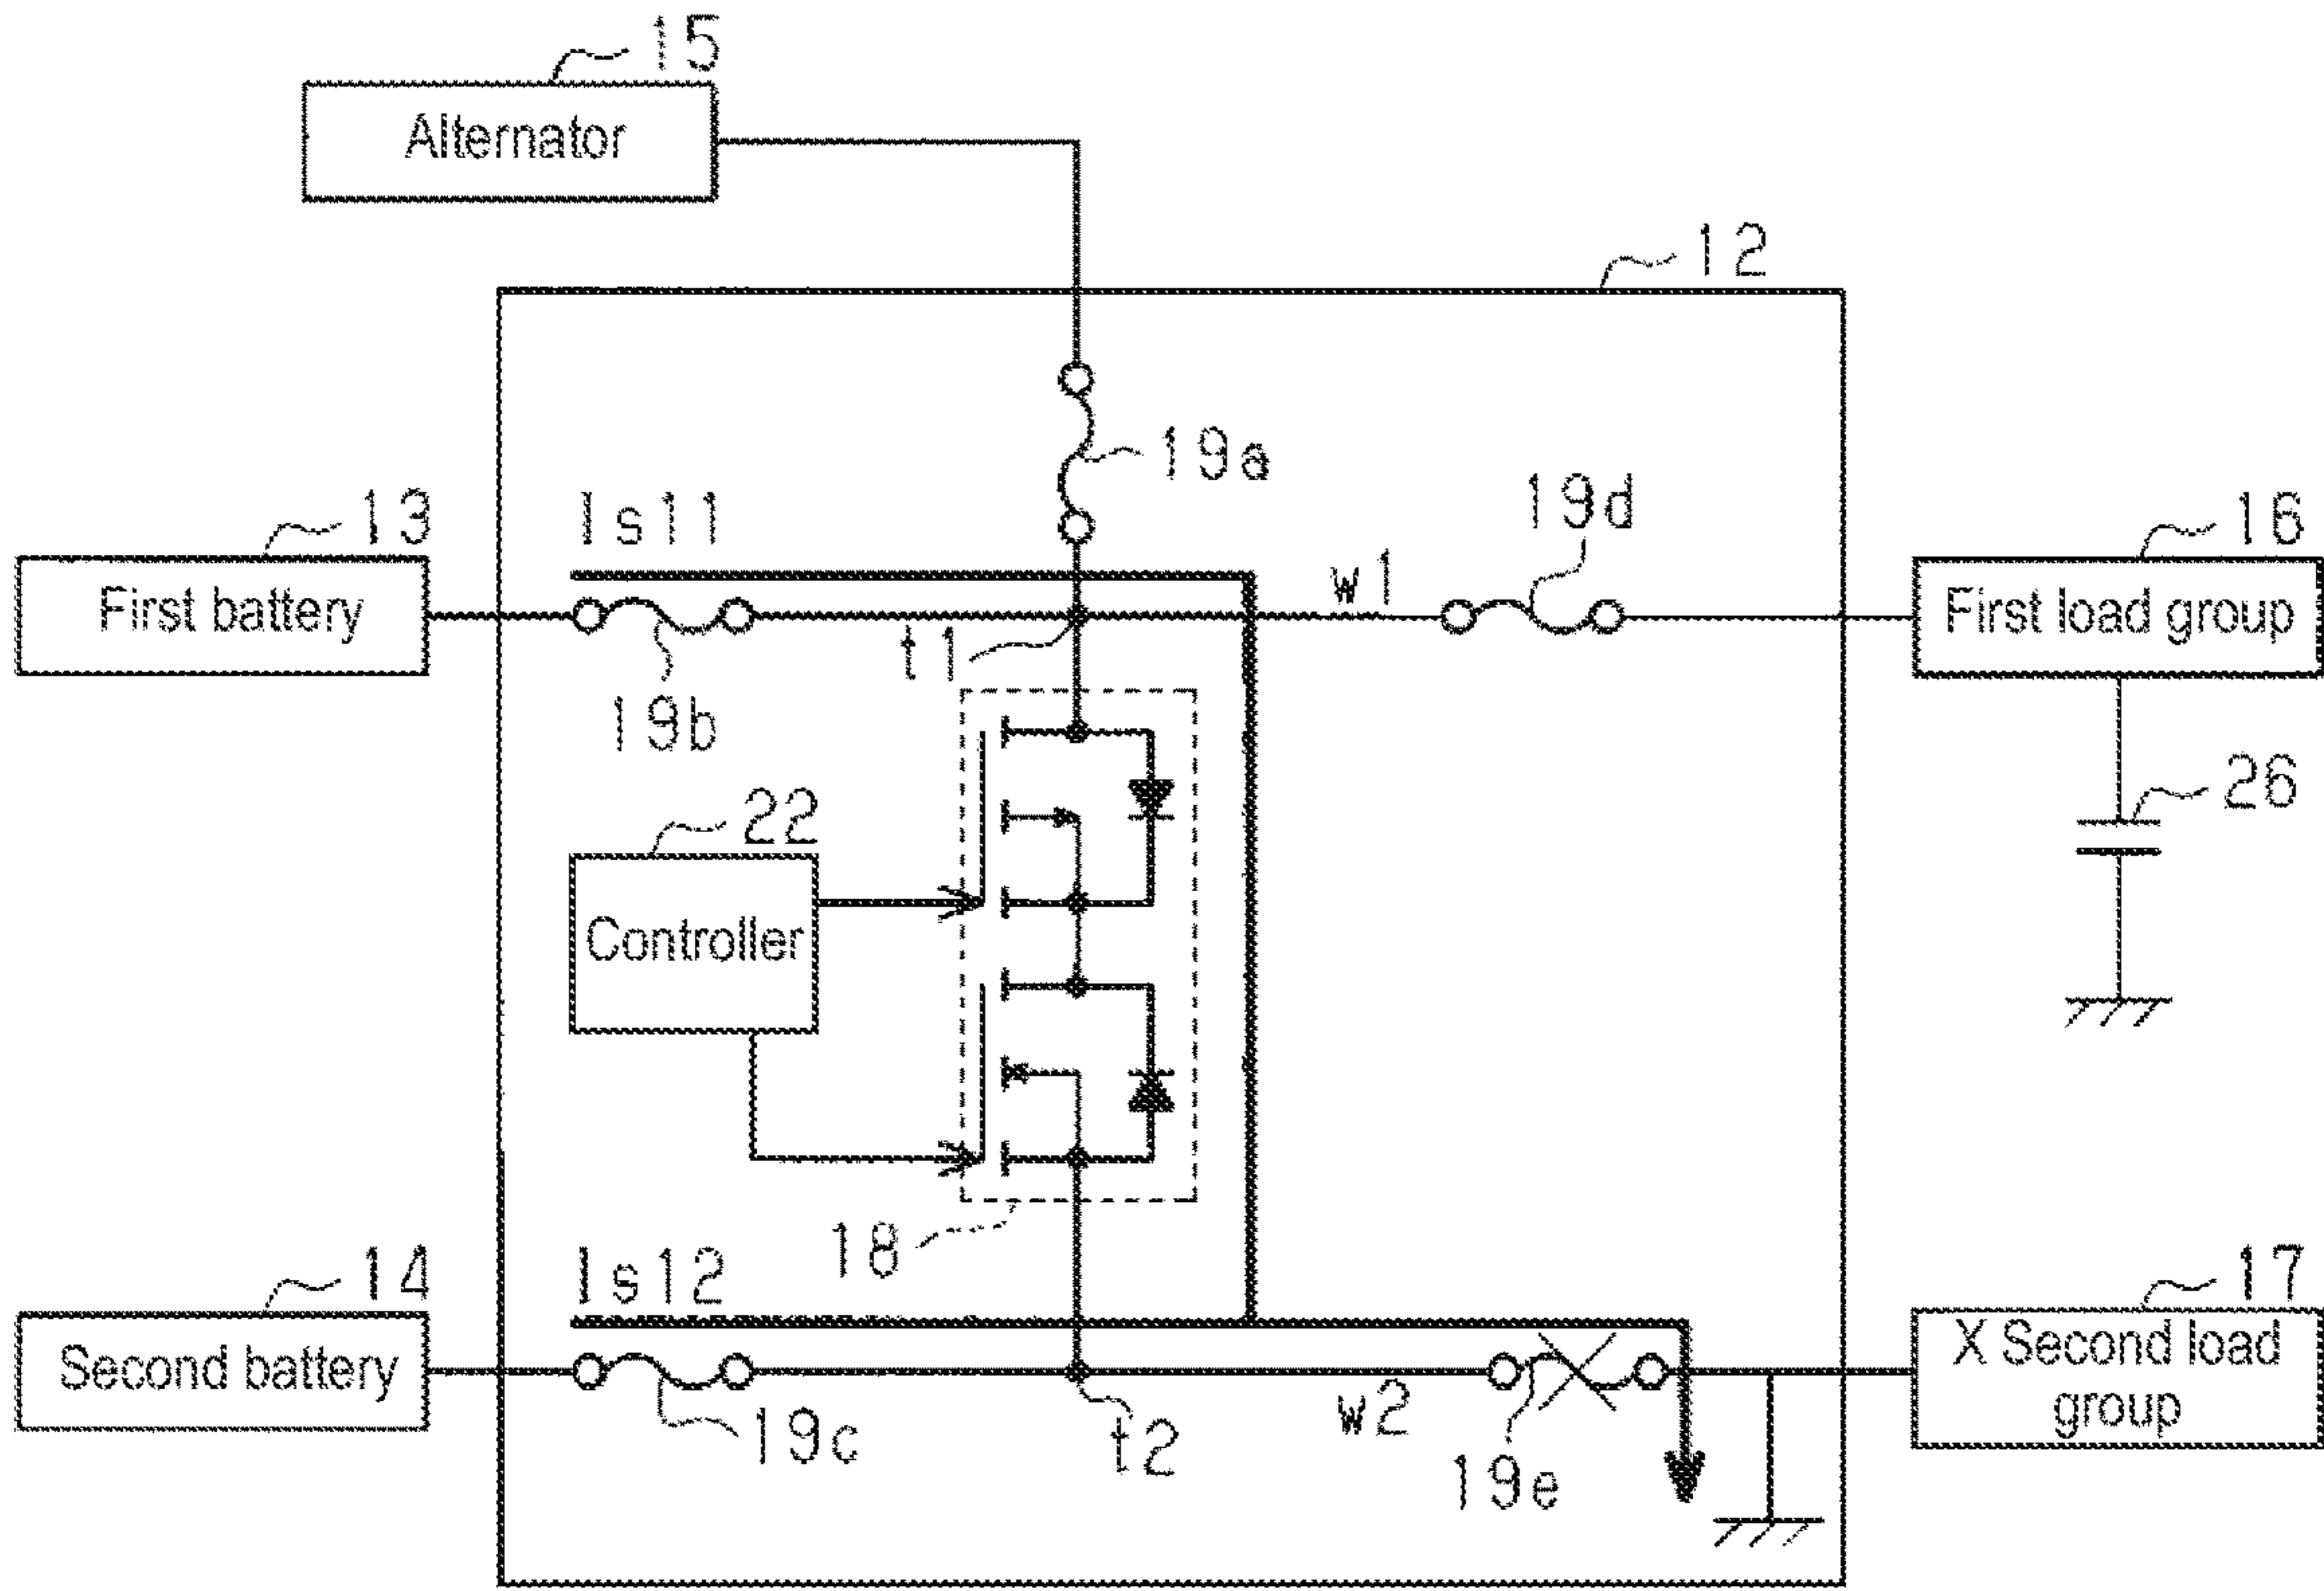 15
Alternator
12
19a
13
Is11
19d
16
First battery
w1
First load group
t1
19b
22
26
Controller
18
14
Is12
17
Second battery
X Second load
group
19c
t2
w2
19e